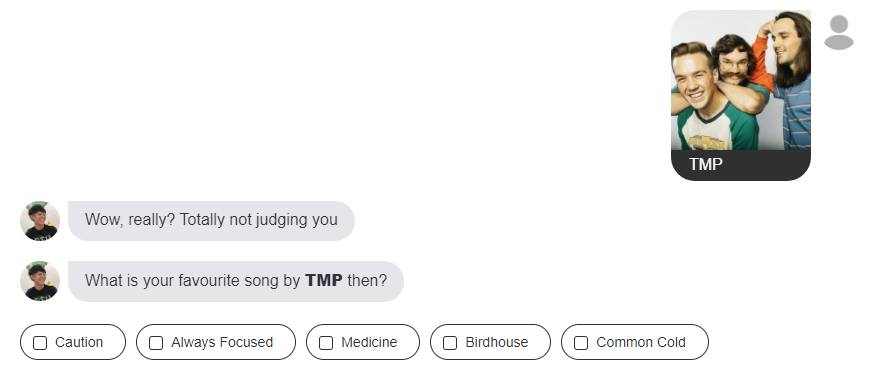 TMP
Wow, really? Totally not judging you
What is your favourite song by TMP then?
Caution
Always Focused
Medicine
Birdhouse
Common Cold